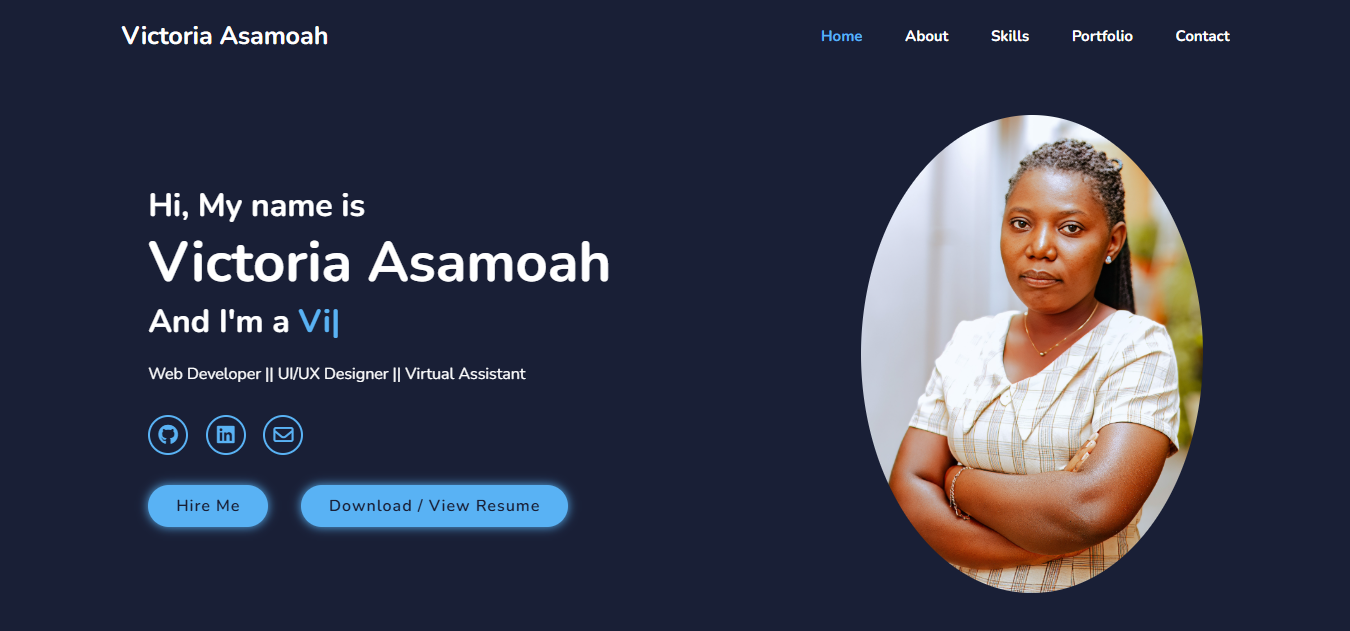 Victoria Asamoah
Home About Skills Portfolio Contact
Hi, My name is
Victoria Asamoah
And I'm a Vi|
Web Developer || UI/UX Designer || Virtual Assistant
in
Hire Me
Download / View Resume